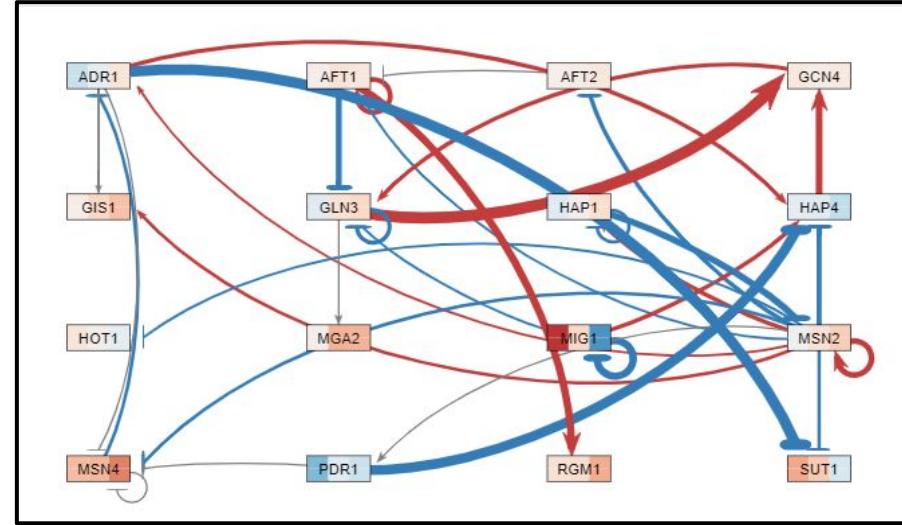 ADR1 AFT1 AFT2 GCN4
GIS1 GLN3 HAP1 HAP4
HOT1 MGA2 MIG1 MSN2
MSN4 PDR1 RGM1 SUT1